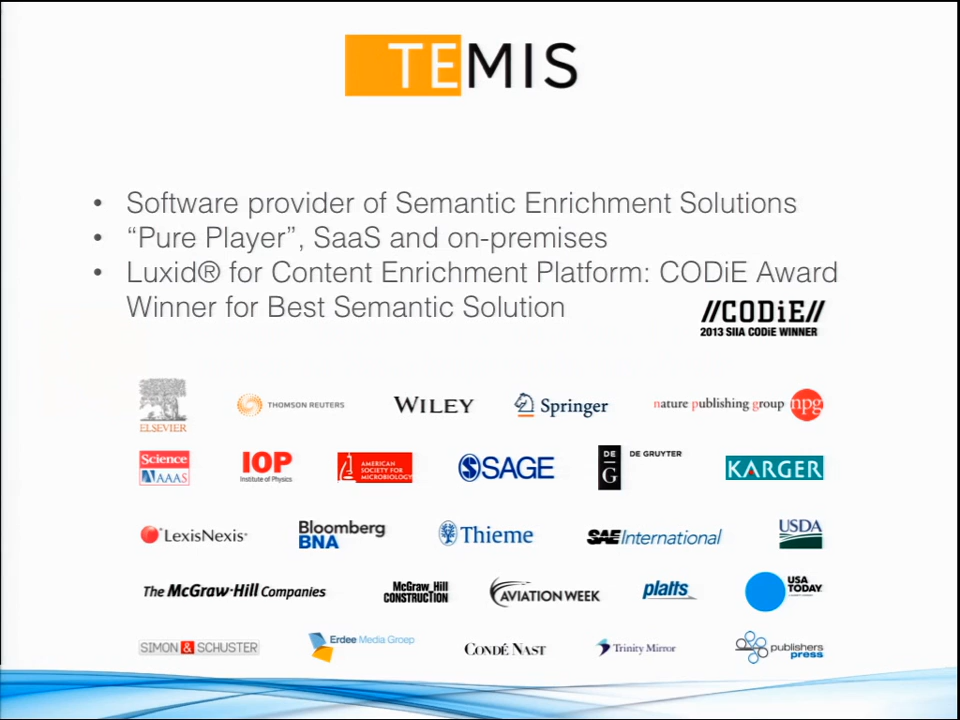 TEMIS
• Software provider of Semantic Enrichment Solutions
• “Pure Player”, SaaS and on-premises
• Luxid® for Content Enrichment Platform: CODiE Award
Winner for Best Semantic Solution
//CODiE//
2013 SIIA CODiE WINNER
ELSEVIER
THOMSON REUTERS
WILEY
Springer
nature publishing group npg
Science
AAAS
IOP
Institute of Physics
AMERICAN
SOCIETY FOR
MICROBIOLOGY
SAGE
DE
G
DE GRUYTER
KARGER
LexisNexis®
Bloomberg
BNA
Thieme
SAE International
USDA
The McGraw·Hill Companies
McGraw_Hill
CONSTRUCTION
AVIATION WEEK
platts
USA
TODAY
SIMON & SCHUSTER
Erdee Media Groep
CONDÉ NAST
Trinity Mirror
publishers
press